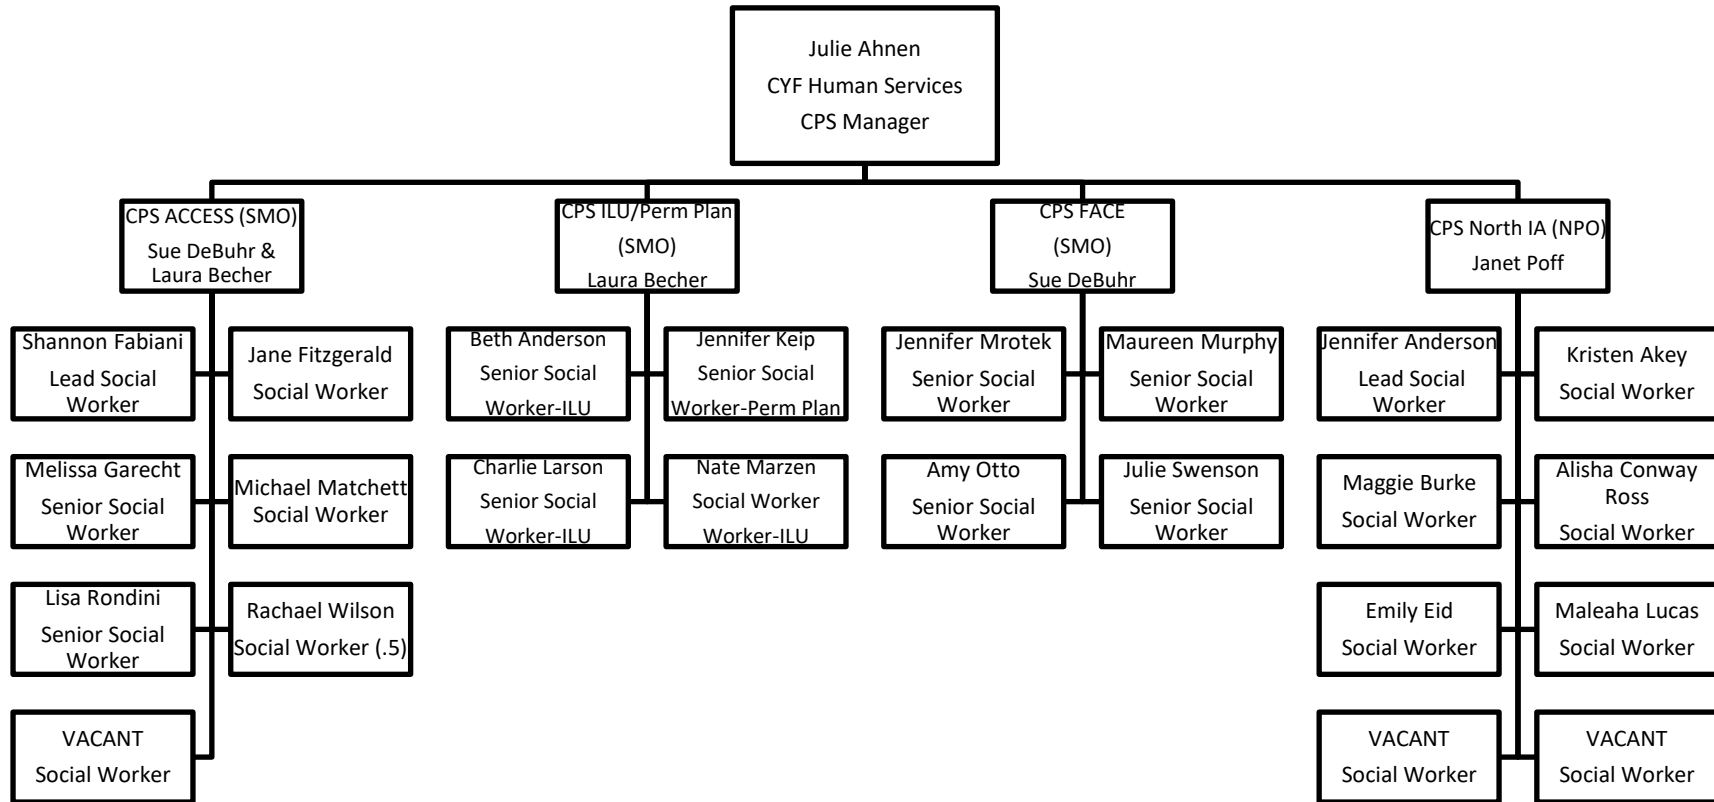 Julie Ahnen
CYF Human Services
CPS Manager
CPS ACCESS (SMO)
Sue DeBuhr &
Laura Becher
CPS ILU/Perm Plan
(SMO)
Laura Becher
CPS FACE
(SMO)
Sue DeBuhr
CPS North IA (NPO)
Janet Poff
Shannon Fabiani
Lead Social
Worker
Jane Fitzgerald
Social Worker
Melissa Garecht
Senior Social
Worker
Michael Matchett
Social Worker
Lisa Rondini
Senior Social
Worker
Rachael Wilson
Social Worker (.5)
VACANT
Social Worker
Beth Anderson
Senior Social
Worker-ILU
Jennifer Keip
Senior Social
Worker-Perm Plan
Charlie Larson
Senior Social
Worker-ILU
Nate Marzen
Social Worker
Worker-ILU
Jennifer Mrotek
Senior Social
Worker
Maureen Murphy
Senior Social
Worker
Amy Otto
Senior Social
Worker
Julie Swenson
Senior Social
Worker
Jennifer Anderson
Lead Social
Worker
Kristen Akey
Social Worker
Maggie Burke
Social Worker
Alisha Conway
Ross
Social Worker
Emily Eid
Social Worker
Maleaha Lucas
Social Worker
VACANT
Social Worker
VACANT
Social Worker